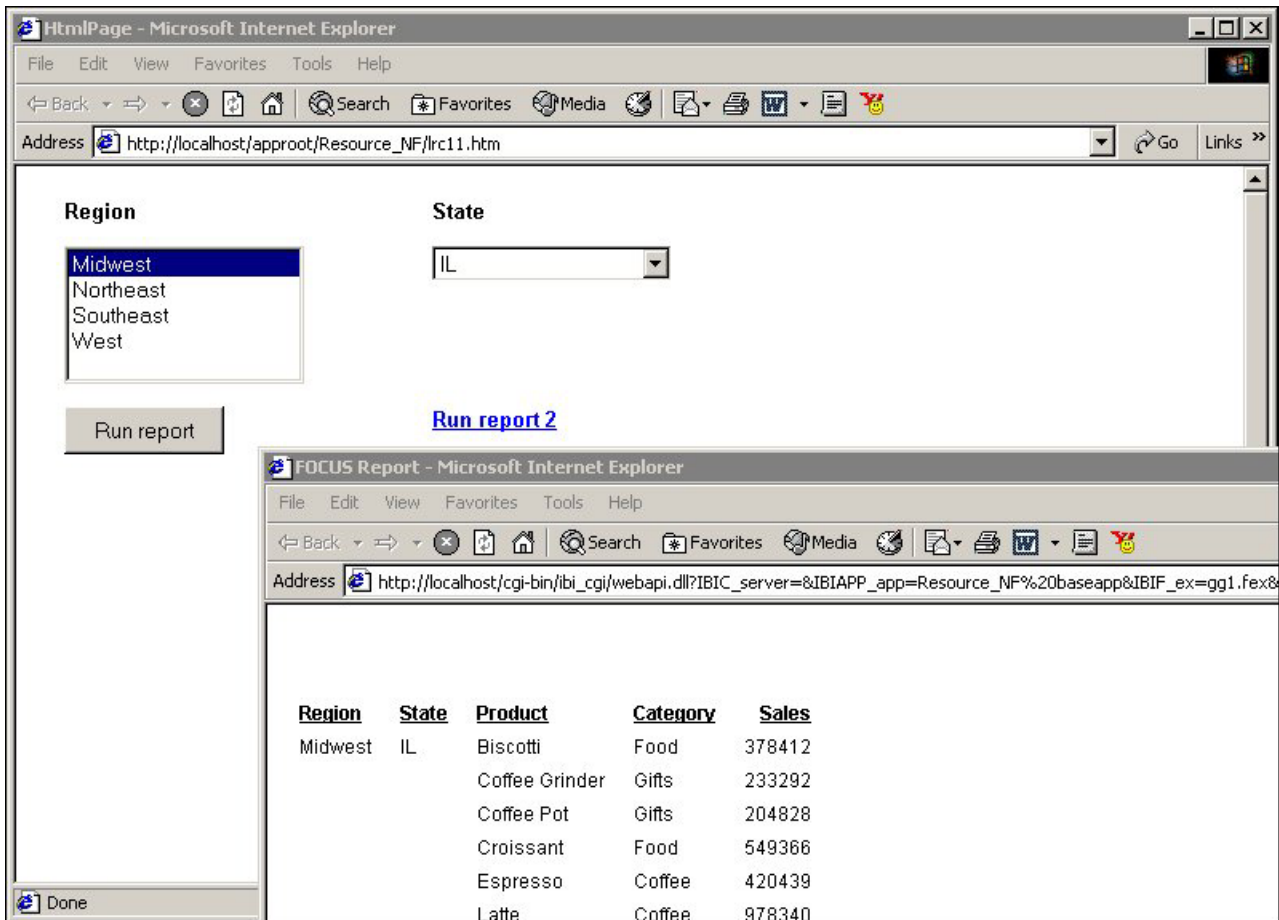 HtmlPage - Microsoft Internet Explorer
File Edit View Favorites Tools Help
Back Search Favorites Media
Address http://localhost/approot/Resource_NF/lrc11.htm Go Links »
Region State
Midwest IL
Northeast
Southeast
West
Run report Run report 2
FOCUS Report - Microsoft Internet Explorer
File Edit View Favorites Tools Help
Back Search Favorites Media
Address http://localhost/cgi-bin/ibi_cgi/webapi.dll?IBIC_server=&IBIAPP_app=Resource_NF%20baseapp&IBIF_ex=gg1.fex&
Region State Product Category Sales
Midwest IL Biscotti Food 378412
Coffee Grinder Gifts 233292
Coffee Pot Gifts 204828
Croissant Food 549366
Espresso Coffee 420439
Latte Coffee 978340
Done